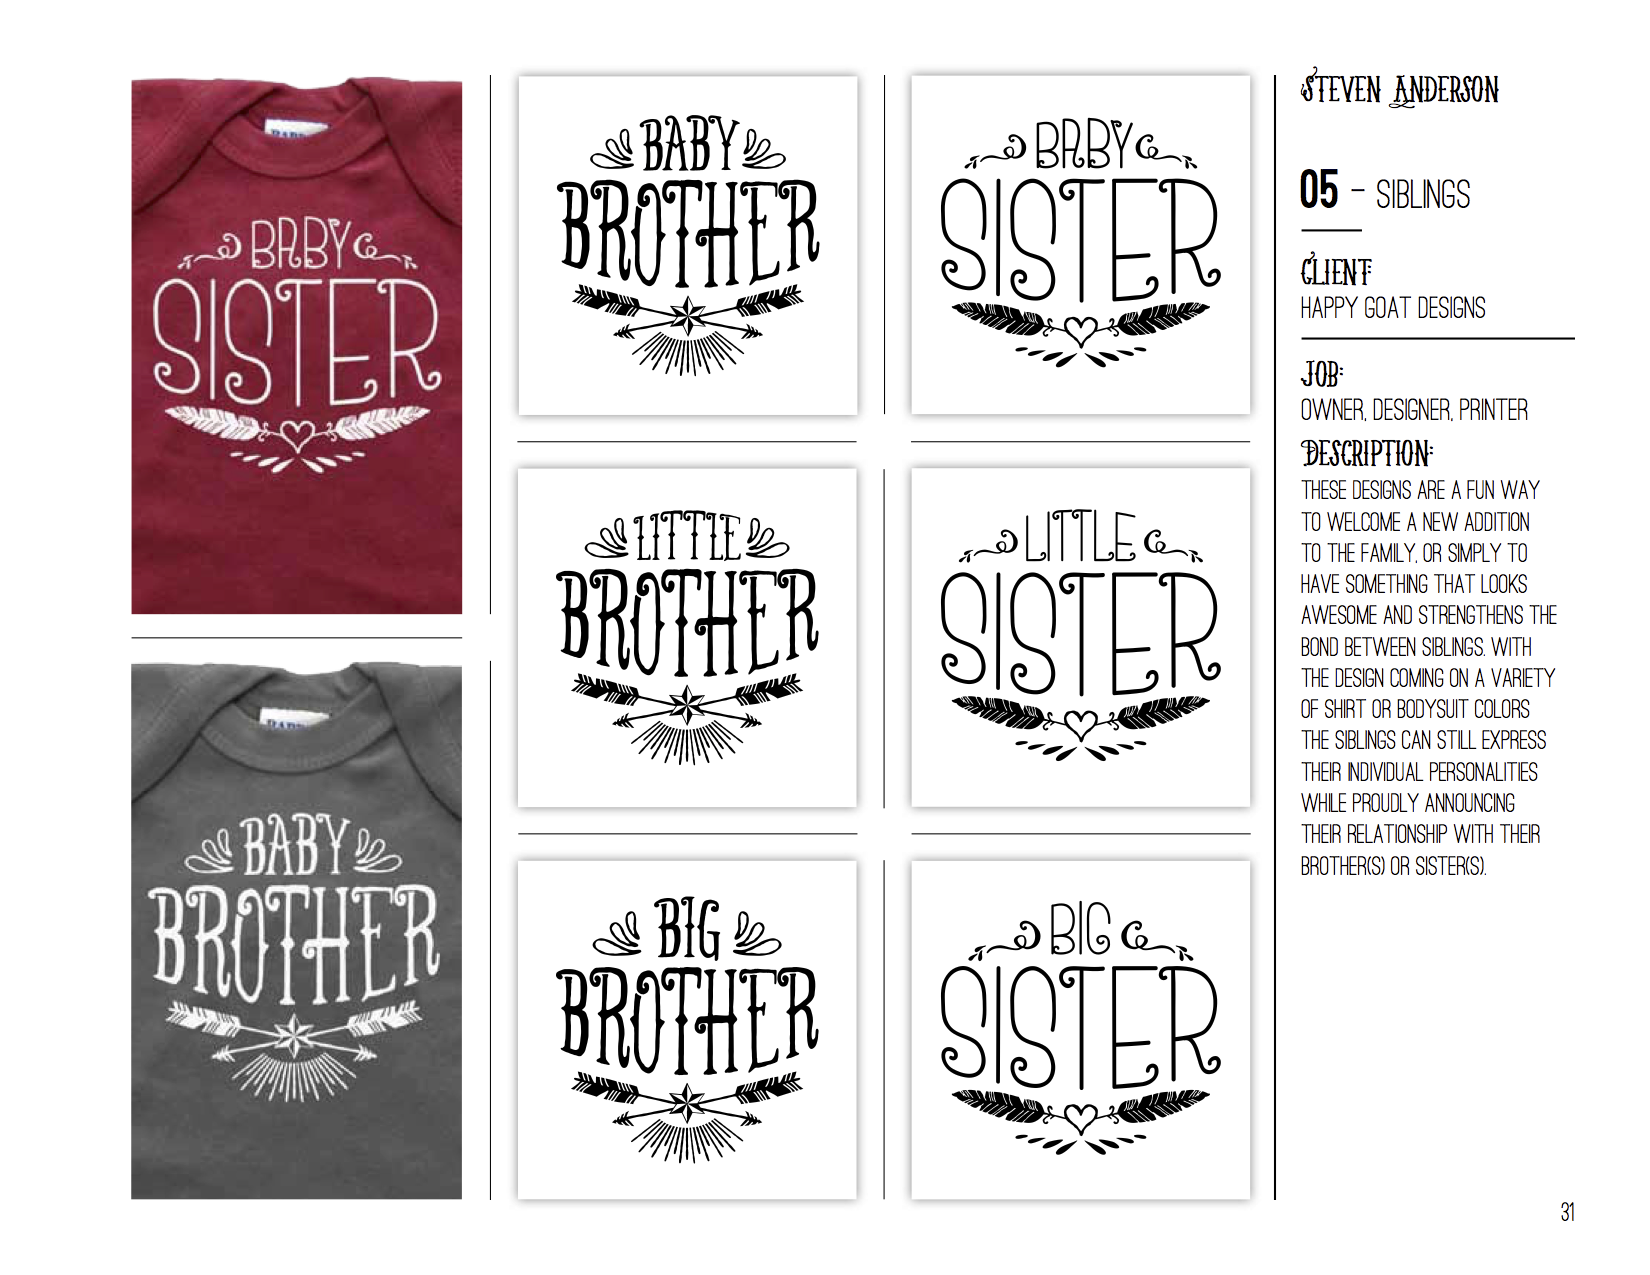 BABY
SISTER
BABY
BROTHER
BABY
BROTHER
LITTLE
BROTHER
BIG
BROTHER
BABY
SISTER
LITTLE
SISTER
BIG
SISTER
STEVEN ANDERSON
05 – SIBLINGS
CLIENT
HAPPY GOAT DESIGNS
JOB:
OWNER, DESIGNER, PRINTER
DESCRIPTION:
THESE DESIGNS ARE A FUN WAY
TO WELCOME A NEW ADDITION
TO THE FAMILY, OR SIMPLY TO
HAVE SOMETHING THAT LOOKS
AWESOME AND STRENGTHENS THE
BOND BETWEEN SIBLINGS. WITH
THE DESIGN COMING ON A VARIETY
OF SHIRT OR BODYSUIT COLORS
THE SIBLINGS CAN STILL EXPRESS
THEIR INDIVIDUAL PERSONALITIES
WHILE PROUDLY ANNOUNCING
THEIR RELATIONSHIP WITH THEIR
BROTHER(S) OR SISTER(S).
31